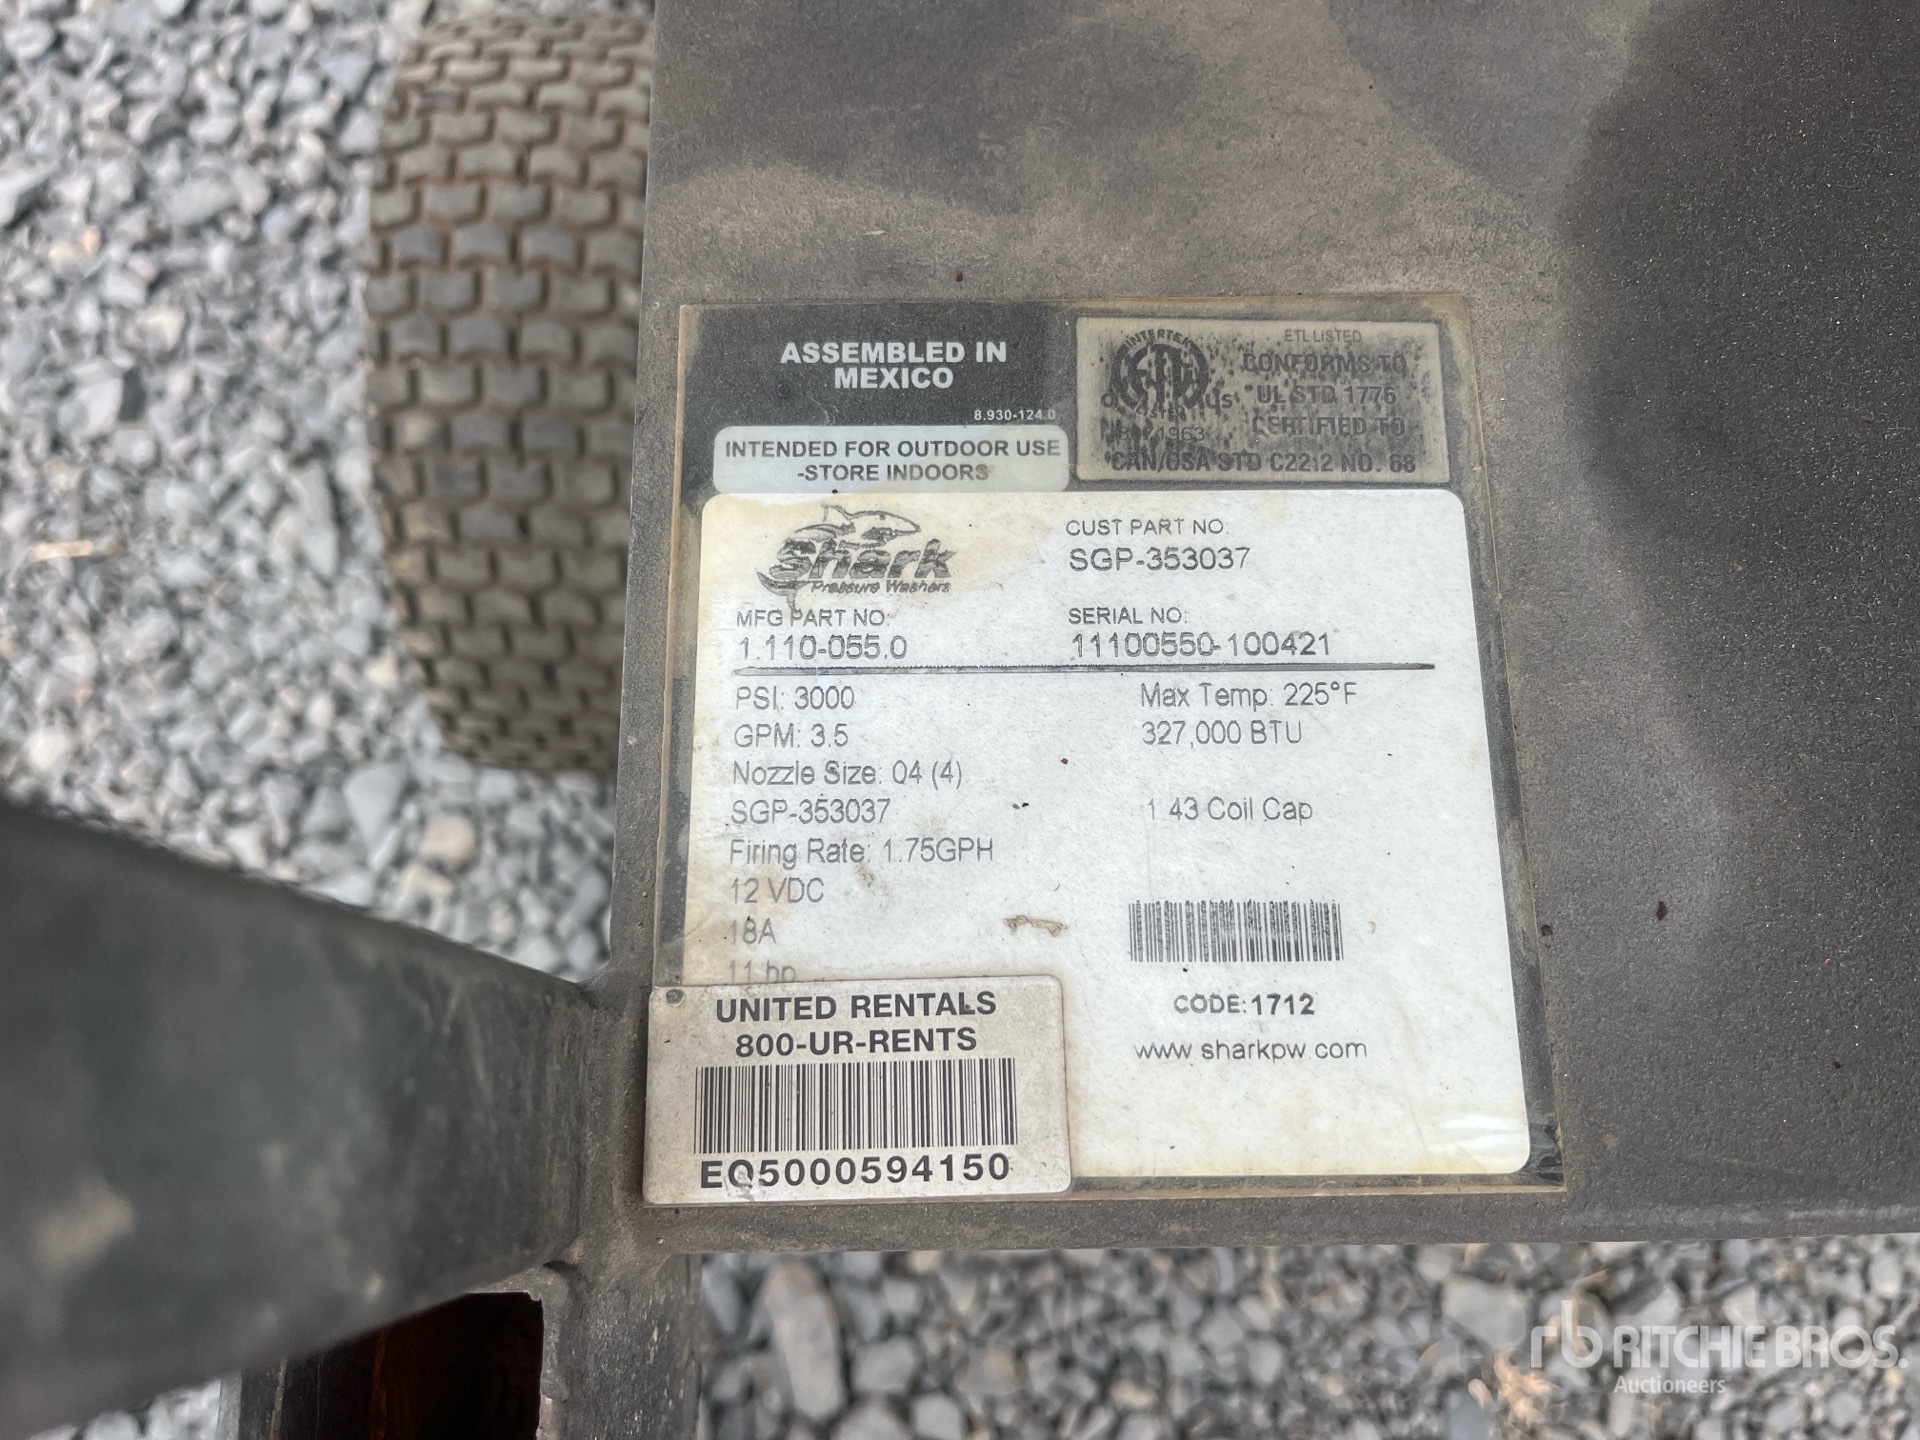 ASSEMBLED IN
MEXICO
8.930-124.0
INTENDED FOR OUTDOOR USE
-STORE INDOORS
INTERTEK
ETL LISTED
CONFORMS TO
UL STD 1776
CERTIFIED TO
CAN/CSA STD C22.2 NO. 68
Shark
Pressure Washers
CUST PART NO:
SGP-353037
MFG PART NO:
1.110-055.0
SERIAL NO:
11100550-100421
PSI: 3000
GPM: 3.5
Nozzle Size: 04 (4)
SGP-353037
Firing Rate: 1.75GPH
12 VDC
18A
11 hp
Max Temp: 225°F
327,000 BTU
1.43 Coil Cap
CODE:1712
www.sharkpw.com
UNITED RENTALS
800-UR-RENTS
EQ5000594150
rb RITCHIE BROS.
Auctioneers